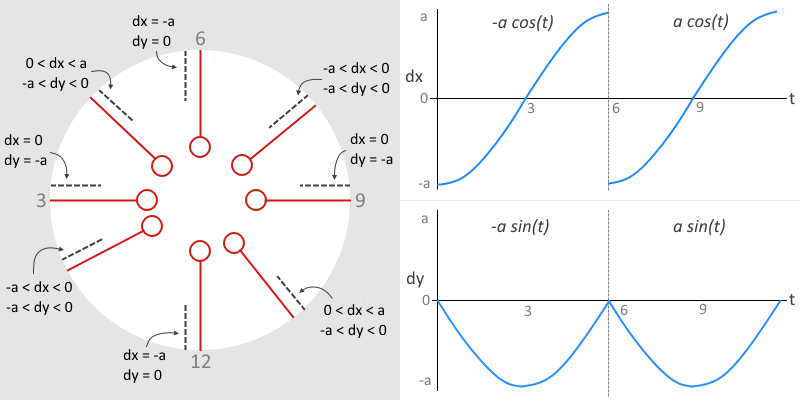 dx = -a
dy = 0
6
0 < dx < a
-a < dy < 0
-a < dx < 0
-a < dy < 0
dx = 0
dy = -a
dx = 0
dy = -a
3
9
-a < dx < 0
-a < dy < 0
0 < dx < a
-a < dy < 0
dx = -a
dy = 0
12
a
-a cos(t)
a cos(t)
dx
0
3
6
9
t
-a
a
-a sin(t)
a sin(t)
dy
0
3
6
9
t
-a